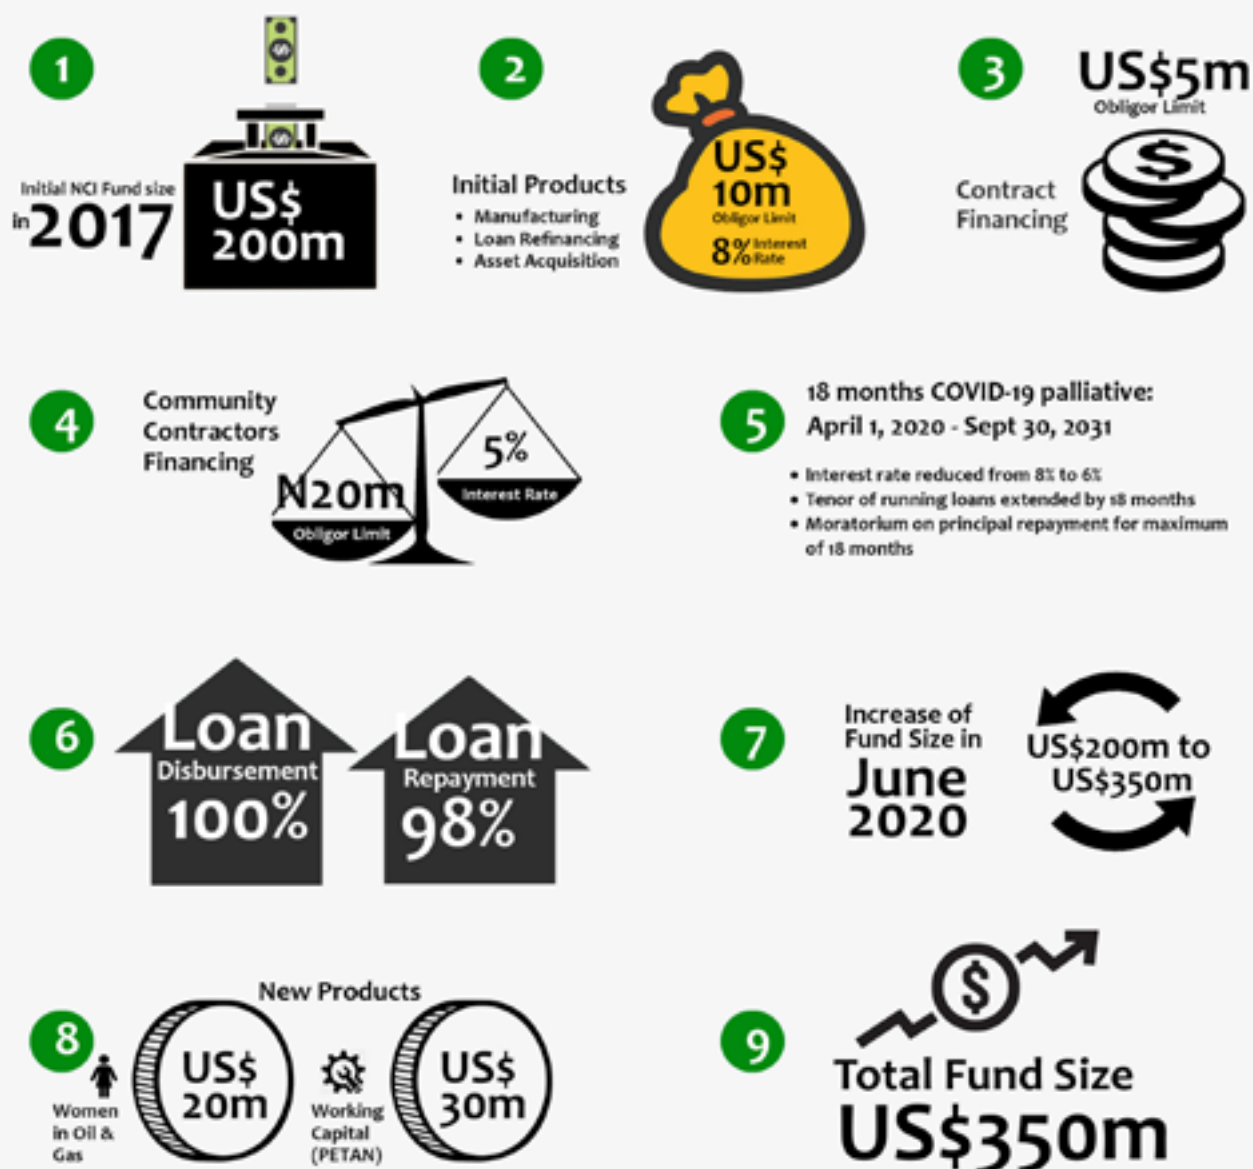 1
Initial NCI Fund size
in 2017
US$
200m
2
Initial Products
• Manufacturing
• Loan Refinancing
• Asset Acquisition
US$
10m
Obligor Limit
8% Interest
Rate
3
US$5m
Obligor Limit
Contract
Financing
4
Community
Contractors
Financing
N20m
Obligor Limit
5%
Interest Rate
5
18 months COVID-19 palliative:
April 1, 2020 - Sept 30, 2031
• Interest rate reduced from 8% to 6%
• Tenor of running loans extended by 18 months
• Moratorium on principal repayment for maximum
of 18 months
6
Loan
Disbursement
100%
Loan
Repayment
98%
7
Increase of
Fund Size in
June
2020
US$200m to
US$350m
8
New Products
Women
in Oil &
Gas
US$
20m
Working
Capital
(PETAN)
US$
30m
9
Total Fund Size
US$350m